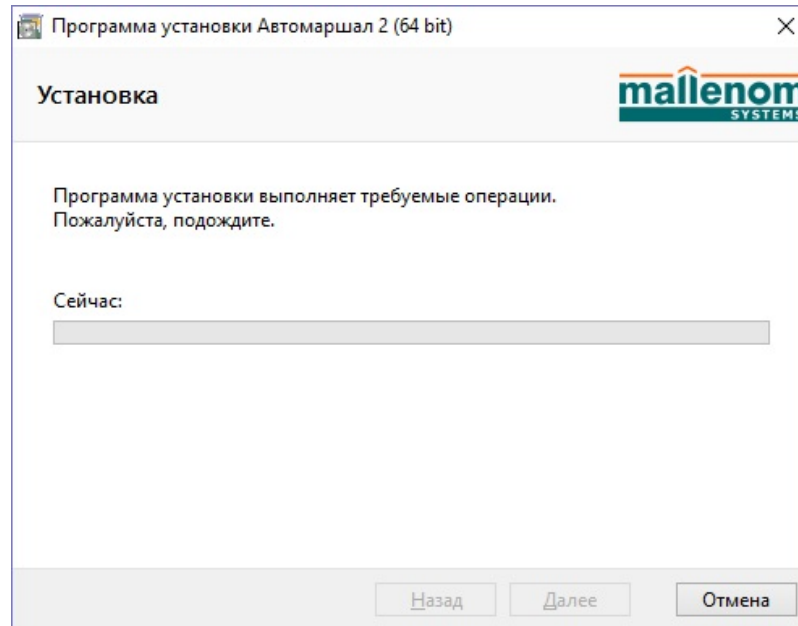 Программа установки Автомаршал 2 (64 bit)
Установка
mallenom
SYSTEMS
Программа установки выполняет требуемые операции.
Пожалуйста, подождите.
Сейчас:
Назад
Далее
Отмена